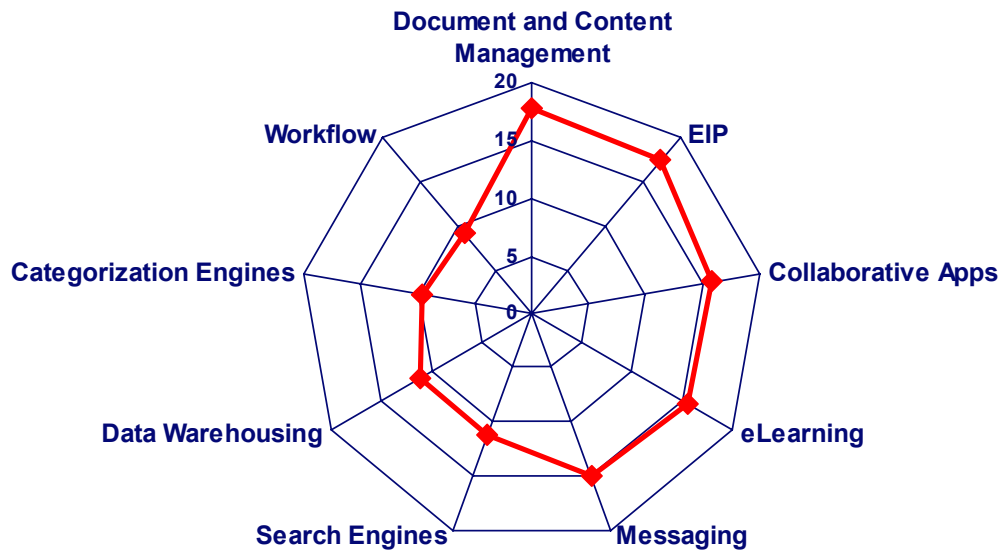 Document and Content
Management
20
Workflow
15
EIP
10
Categorization Engines
5
Collaborative Apps
0
Data Warehousing
eLearning
Search Engines
Messaging